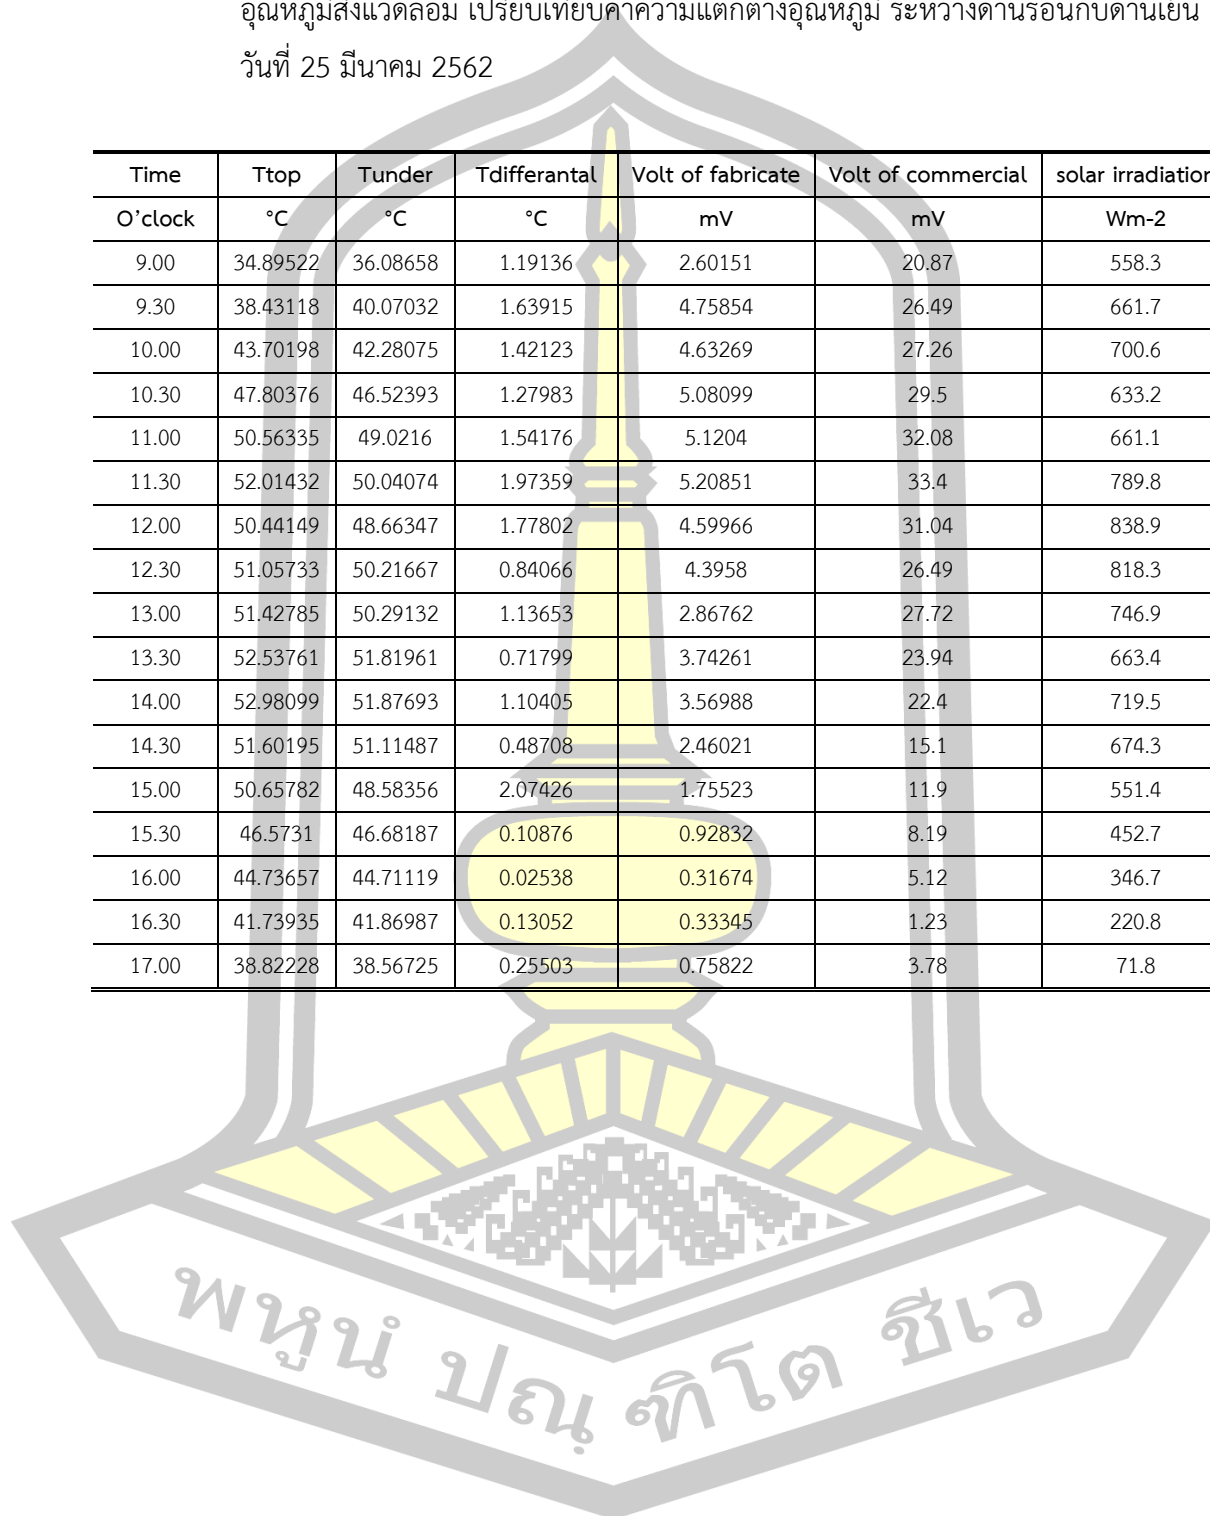 อุณหภูมิสิ่งแวดล้อม เปรียบเทียบค่าความแตกต่างอุณหภูมิ ระหว่างด้านร้อนกับด้านเย็น
วันที่ 25 มีนาคม 2562
Time Ttop Tunder Tdifferantal Volt of fabricate Volt of commercial solar irradiation
O'clock °C °C °C mV mV Wm-2
9.00 34.89522 36.08658 1.19136 2.60151 20.87 558.3
9.30 38.43118 40.07032 1.63915 4.75854 26.49 661.7
10.00 43.70198 42.28075 1.42123 4.63269 27.26 700.6
10.30 47.80376 46.52393 1.27983 5.08099 29.5 633.2
11.00 50.56335 49.0216 1.54176 5.1204 32.08 661.1
11.30 52.01432 50.04074 1.97359 5.20851 33.4 789.8
12.00 50.44149 48.66347 1.77802 4.59966 31.04 838.9
12.30 51.05733 50.21667 0.84066 4.3958 26.49 818.3
13.00 51.42785 50.29132 1.13653 2.86762 27.72 746.9
13.30 52.53761 51.81961 0.71799 3.74261 23.94 663.4
14.00 52.98099 51.87693 1.10405 3.56988 22.4 719.5
14.30 51.60195 51.11487 0.48708 2.46021 15.1 674.3
15.00 50.65782 48.58356 2.07426 1.75523 11.9 551.4
15.30 46.5731 46.68187 0.10876 0.92832 8.19 452.7
16.00 44.73657 44.71119 0.02538 0.31674 5.12 346.7
16.30 41.73935 41.86987 0.13052 0.33345 1.23 220.8
17.00 38.82228 38.56725 0.25503 0.75822 3.78 71.8
พหูนํ ปณฺฑิโต ชีเว